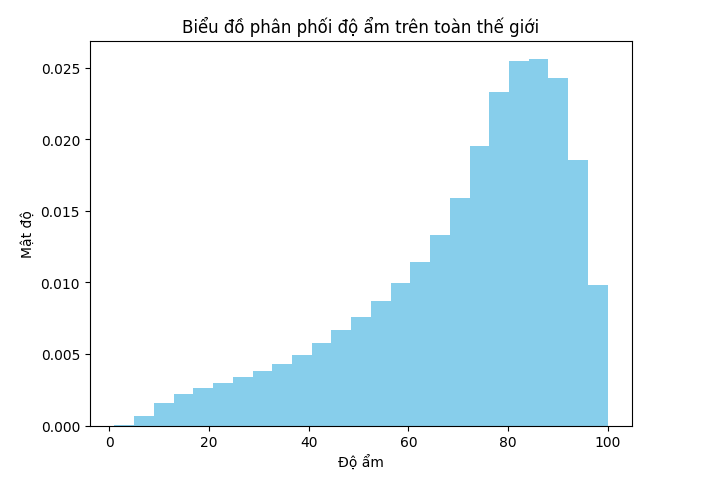 Biểu đồ phân phối độ ẩm trên toàn thế giới
0.025
0.020
0.015
0.010
0.005
0.000
Mật độ
0 20 40 60 80 100
Độ ẩm